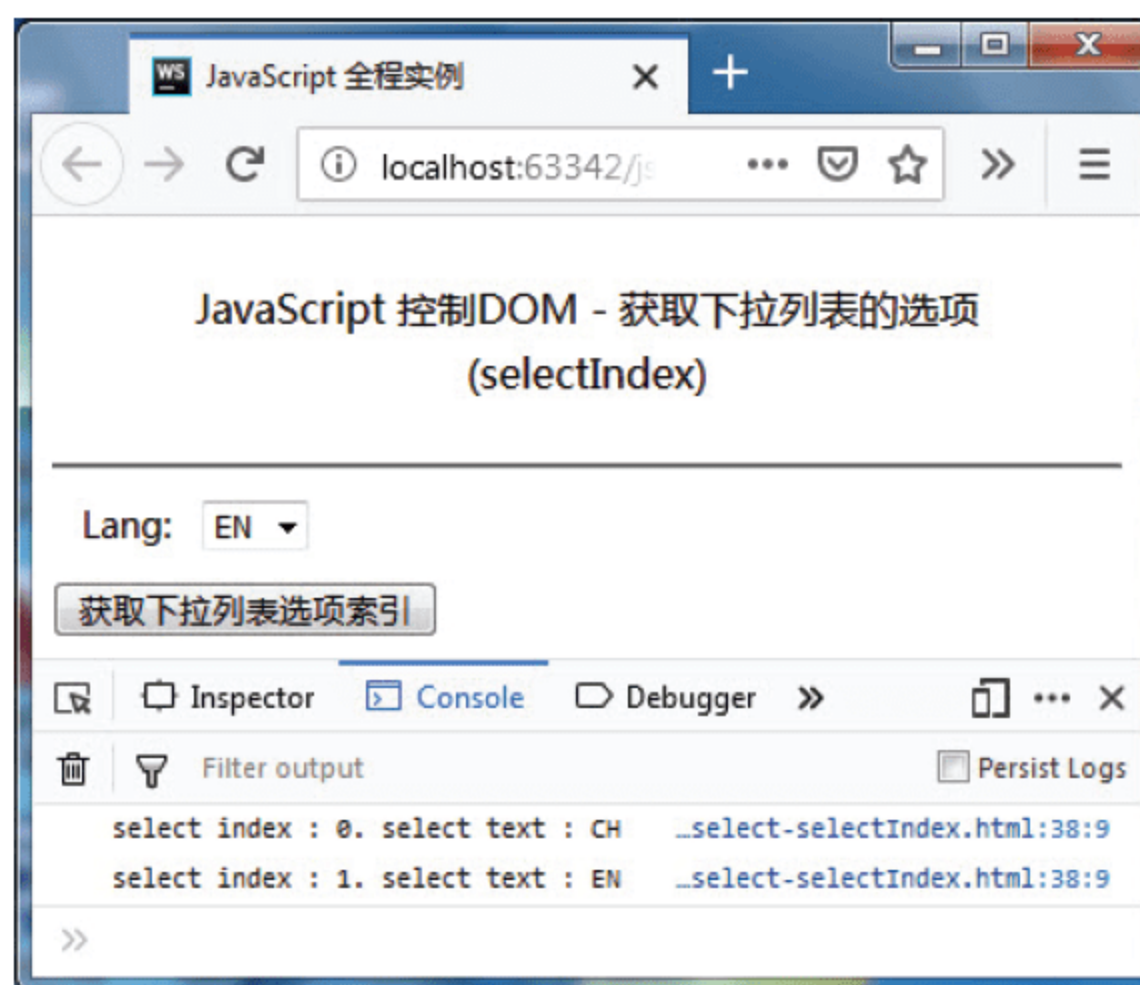 WS JavaScript 全程实例
localhost:63342/js
JavaScript 控制DOM - 获取下拉列表的选项
(selectIndex)
Lang: EN
获取下拉列表选项索引
Inspector Console Debugger
Filter output Persist Logs
select index : 0. select text : CH …select-selectIndex.html:38:9
select index : 1. select text : EN …select-selectIndex.html:38:9